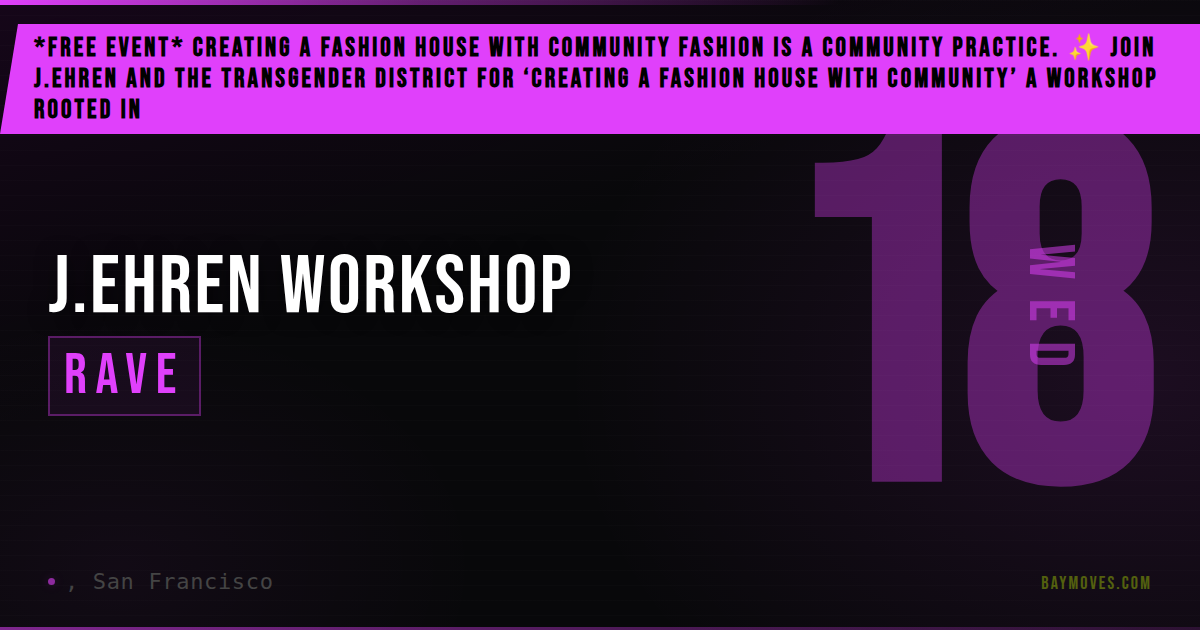 *FREE EVENT* CREATING A FASHION HOUSE WITH COMMUNITY FASHION IS A COMMUNITY PRACTICE. ✨ JOIN
J.EHREN AND THE TRANSGENDER DISTRICT FOR ‘CREATING A FASHION HOUSE WITH COMMUNITY’ A WORKSHOP
ROOTED IN
18
WED
J.EHREN WORKSHOP
RAVE
• , San Francisco
BAYMOVES.COM